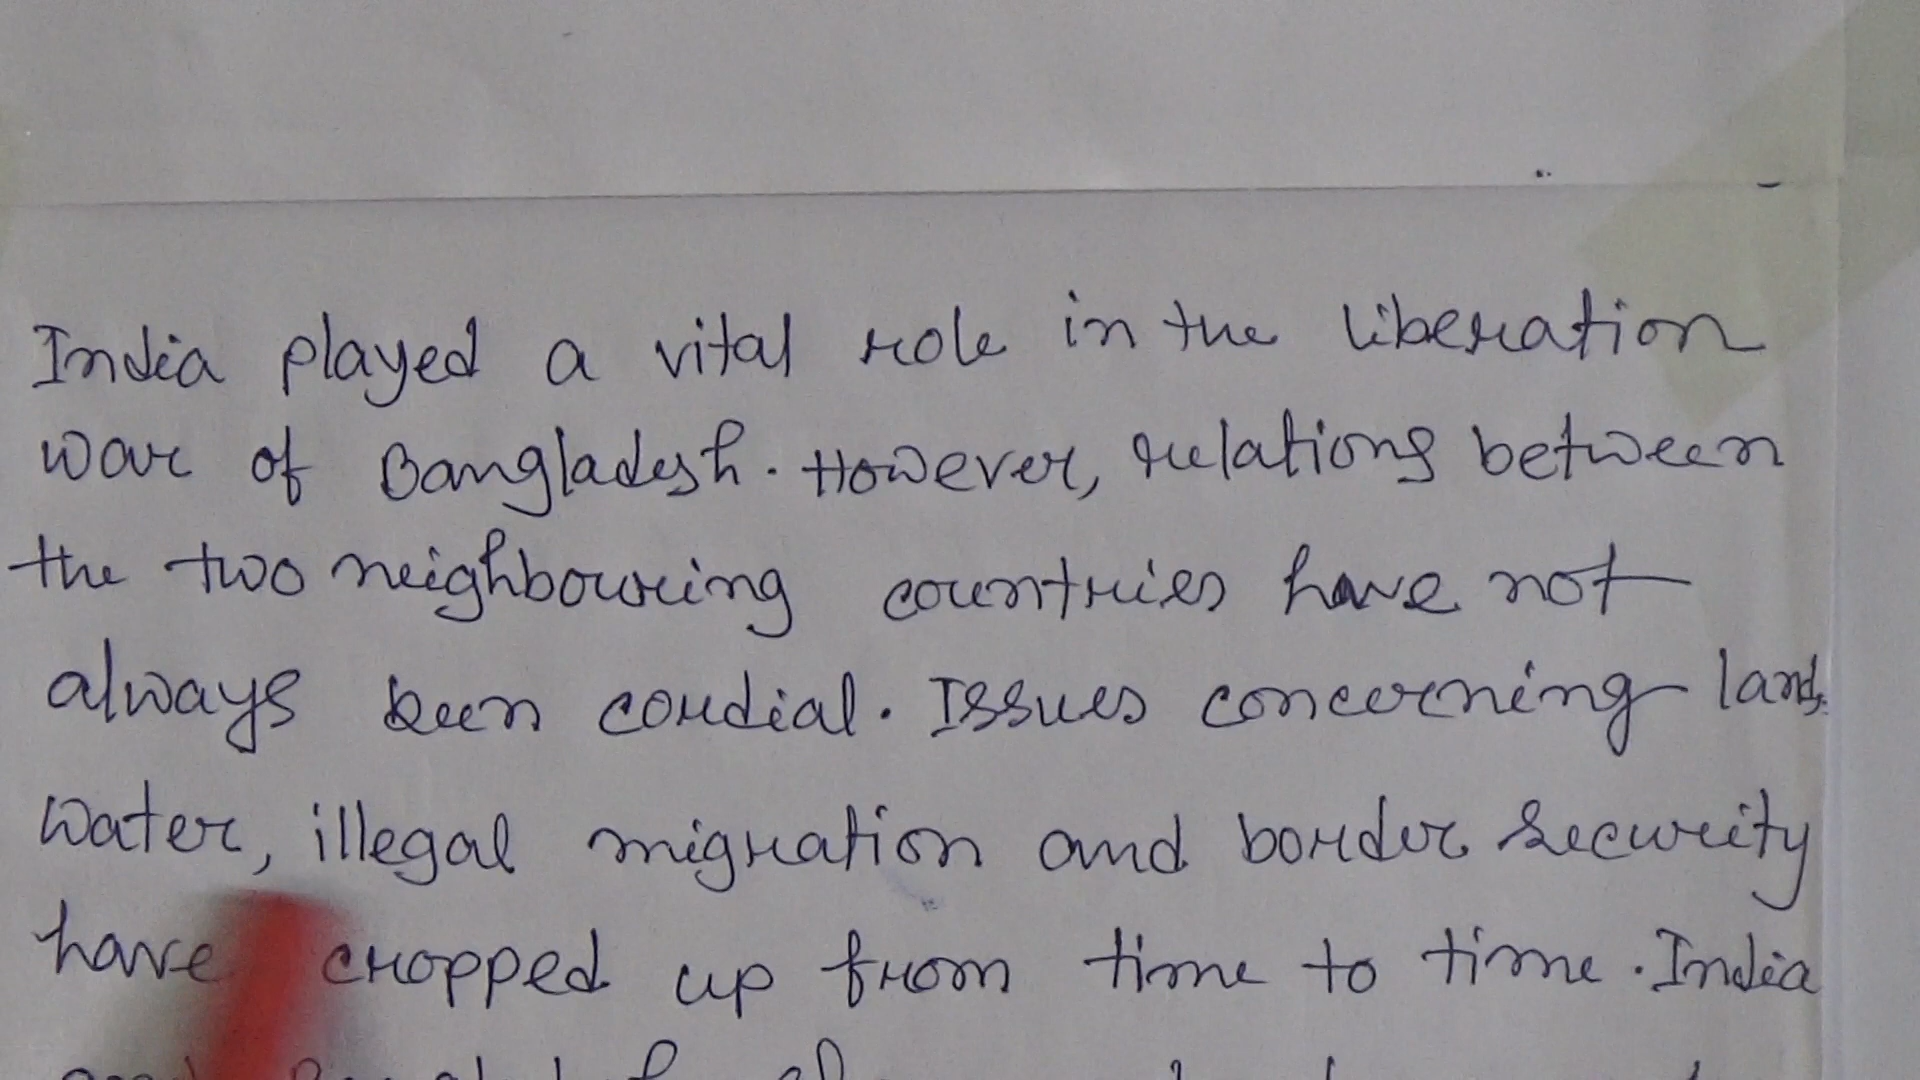 India played a vital role in the liberation
war of Bangladesh. However, relations between
the two neighbouring countries have not
always been cordial. Issues concerning land,
water, illegal migration and border security
have cropped up from time to time. India